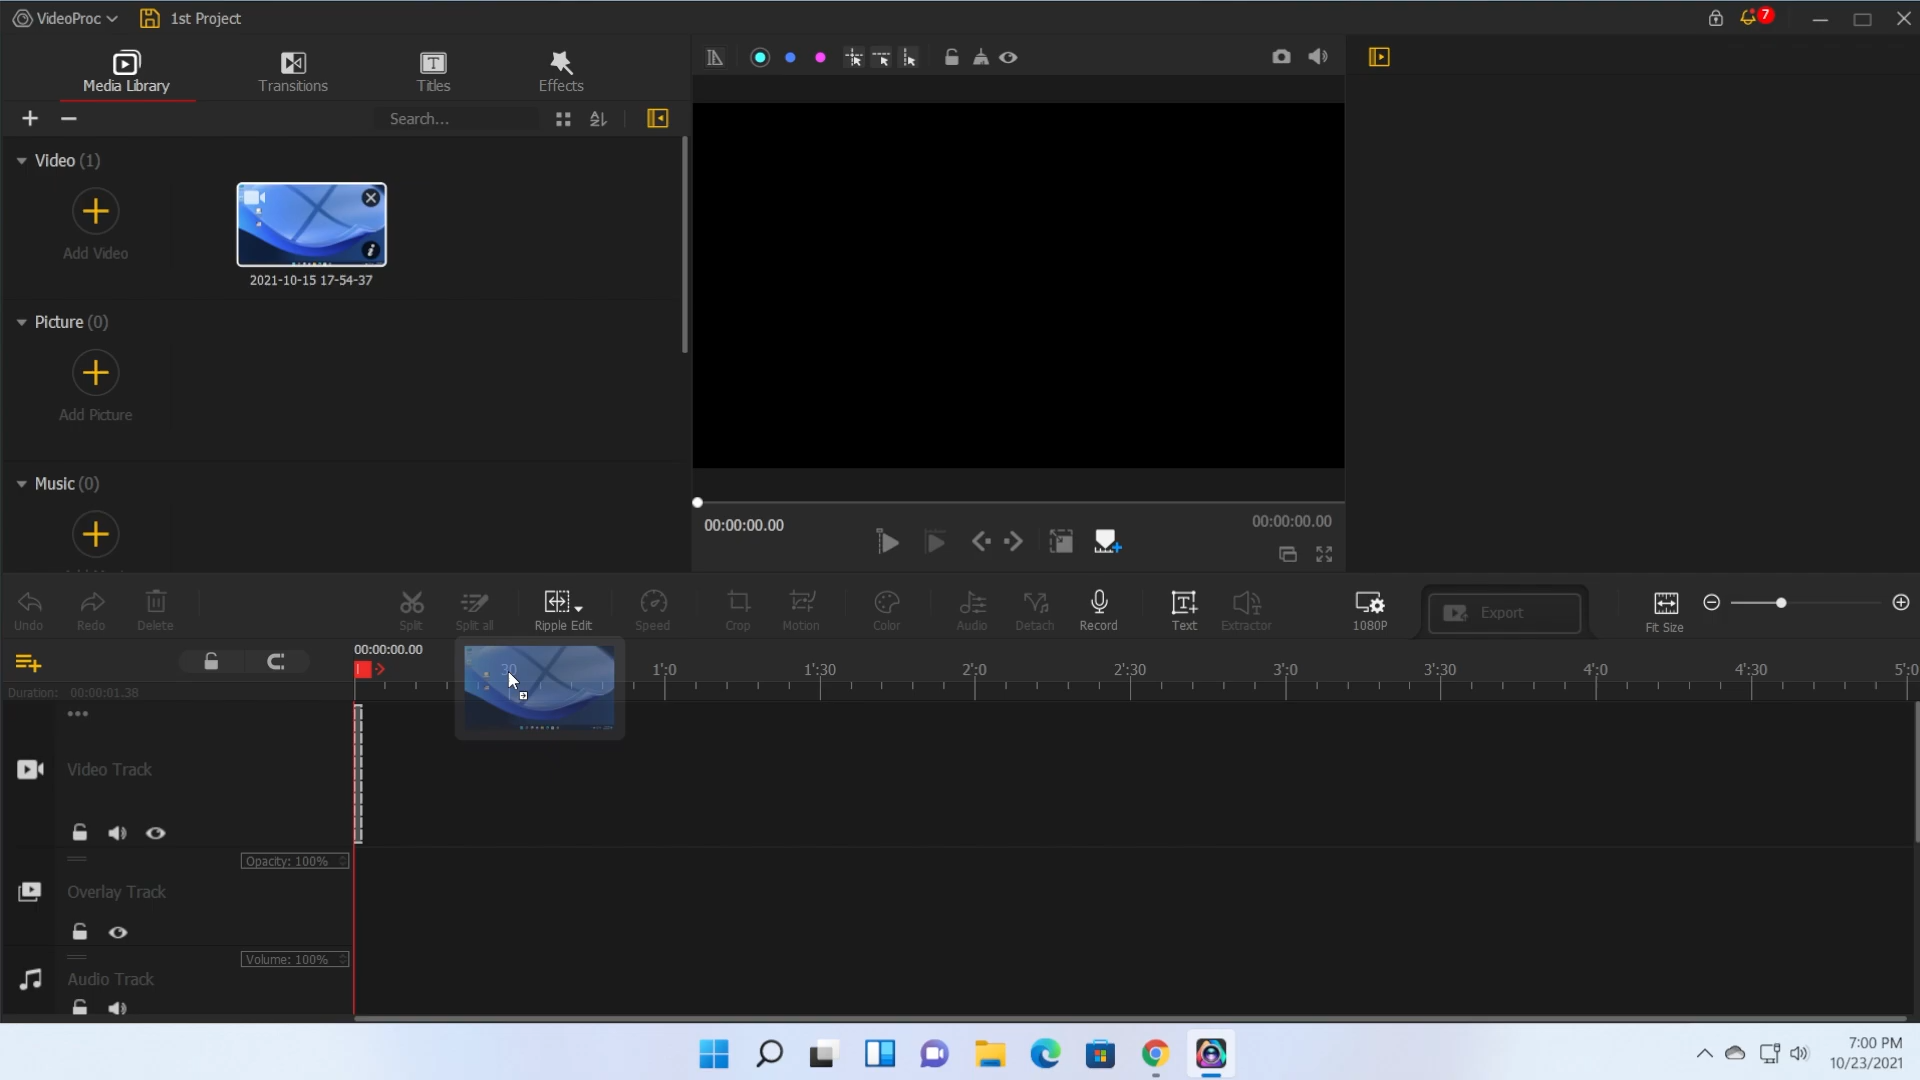 VideoProc
1st Project
7
Media Library
Transitions
Titles
Effects
Search...
Video (1)
Add Video
2021-10-15 17-54-37
Picture (0)
Add Picture
Music (0)
00:00:00.00
00:00:00.00
Undo
Redo
Delete
Split
Split all
Ripple Edit
Speed
Crop
Motion
Color
Audio
Detach
Record
Text
Extractor
1080P
Export
Fit Size
00:00:00.00
30
1':0
1':30
2':0
2':30
3':0
3':30
4':0
4':30
5':0
Duration: 00:00:01.38
Video Track
Opacity: 100%
Overlay Track
Volume: 100%
Audio Track
7:00 PM
10/23/2021